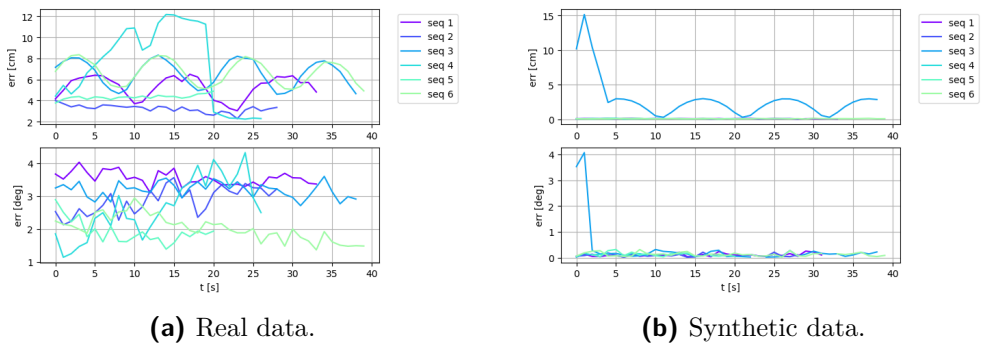 12
10
8
6
4
2
err [cm]
0 5 10 15 20 25 30 35 40
seq 1
seq 2
seq 3
seq 4
seq 5
seq 6
4
3
2
1
err [deg]
0 5 10 15 20 25 30 35 40
t [s]
(a) Real data.
15
10
5
0
err [cm]
0 5 10 15 20 25 30 35 40
seq 1
seq 2
seq 3
seq 4
seq 5
seq 6
4
3
2
1
0
err [deg]
0 5 10 15 20 25 30 35 40
t [s]
(b) Synthetic data.